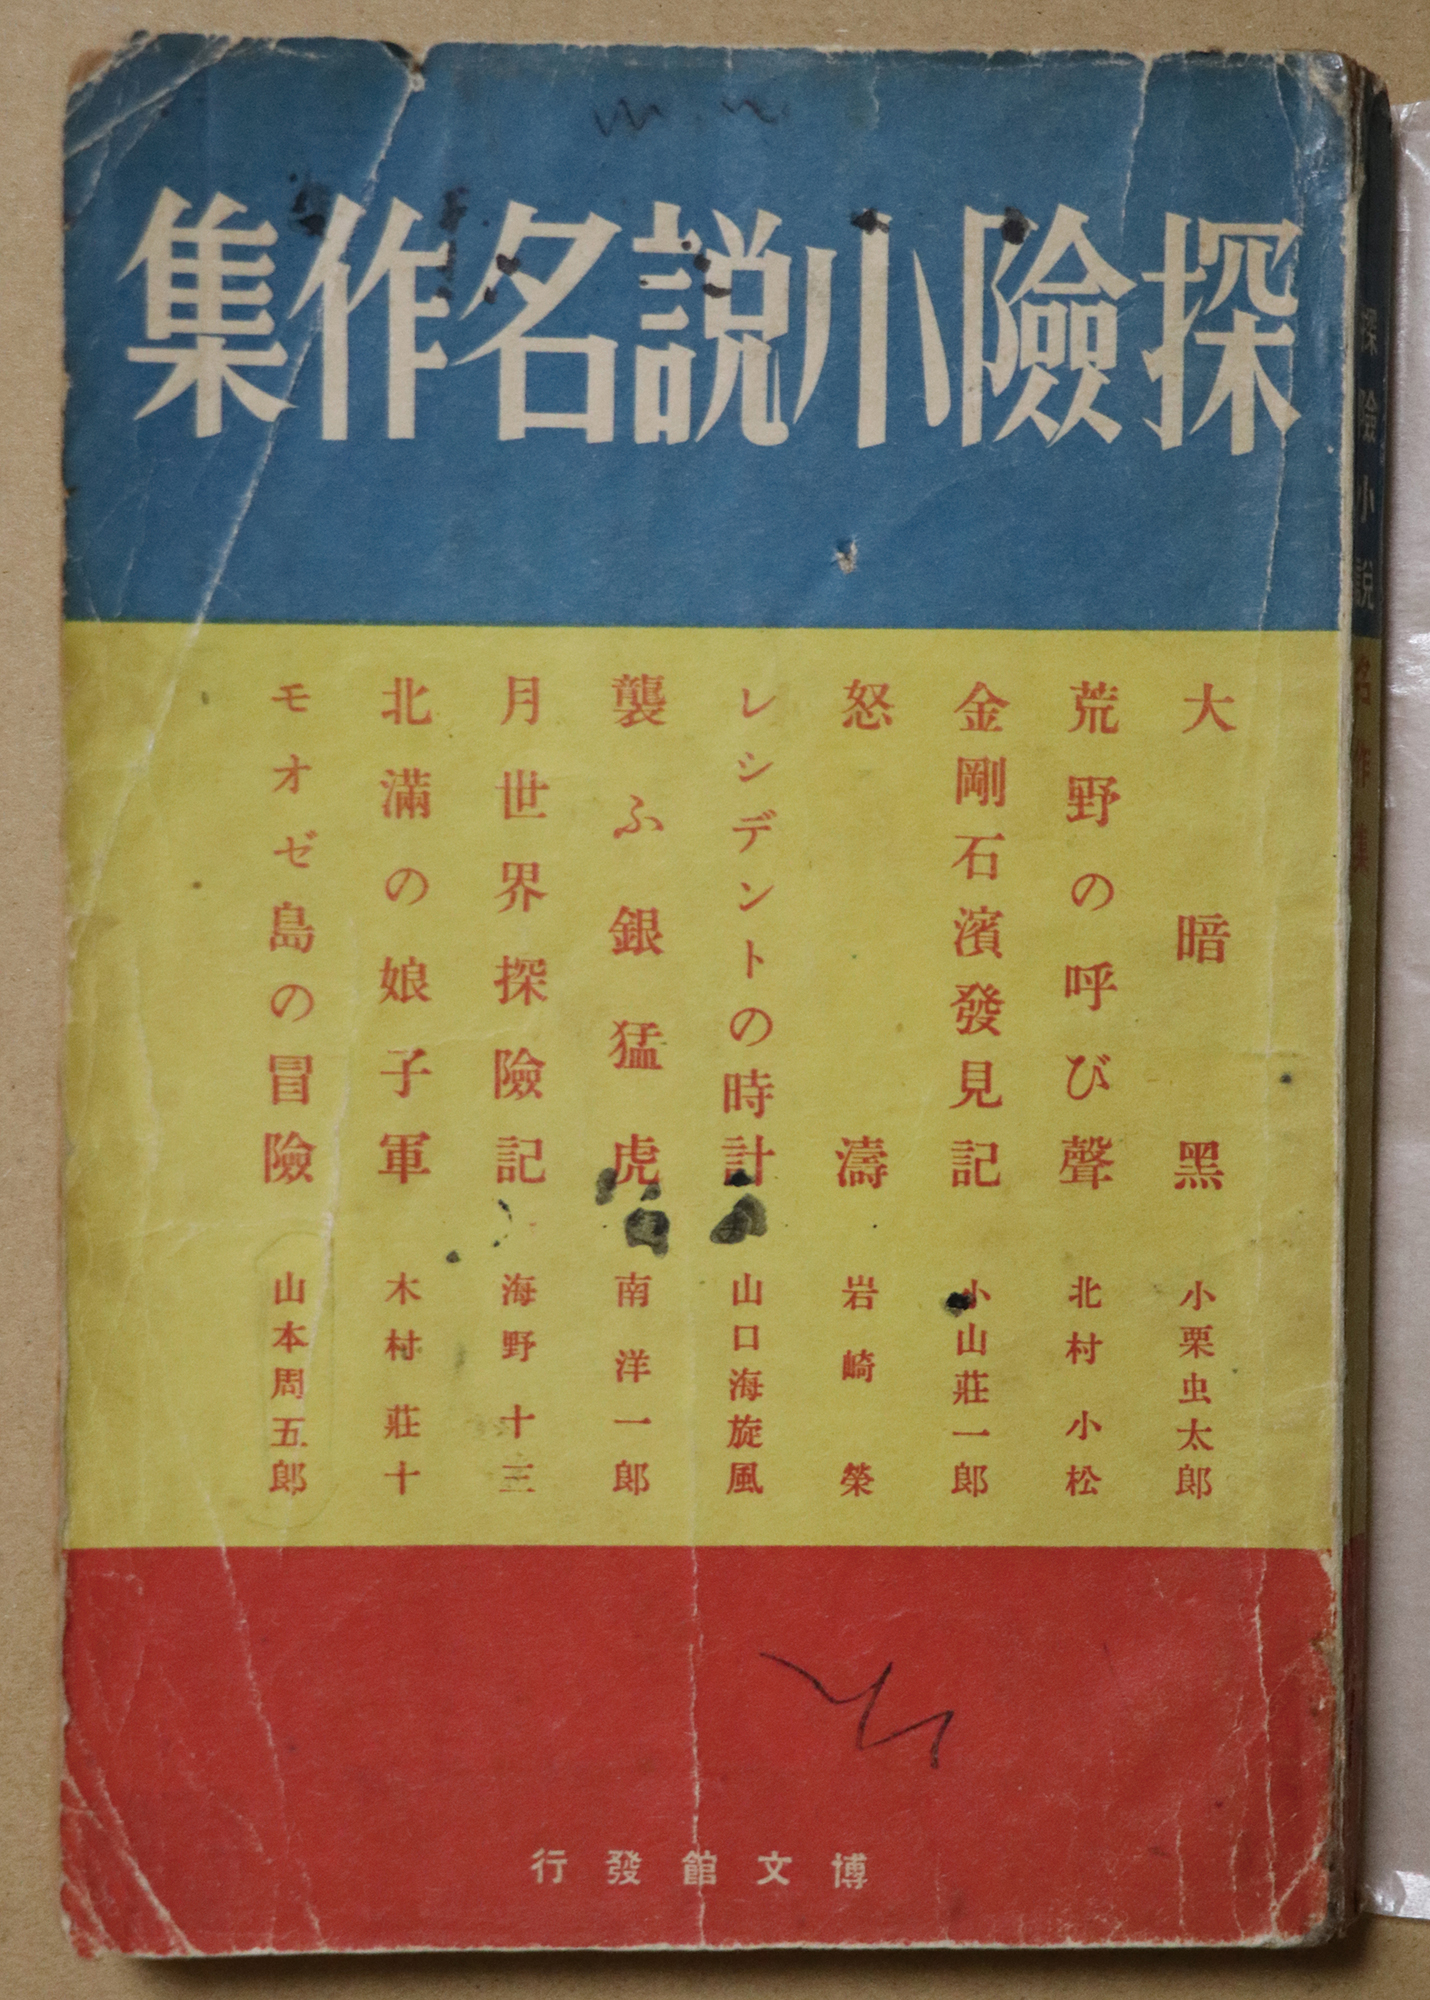 探險小說名作集
大暗黑 小栗虫太郎
荒野の呼び聲 北村小松
金剛石濱發見記 小山莊一郎
怒濤 岩崎榮
レシデントの時計 山口海旋風
襲ふ銀猛虎 南洋一郎
月世界探險記 海野十三
北滿の娘子軍 木村莊十
モオゼ島の冒險 山本周五郎
博文館發行
探險小說名作集